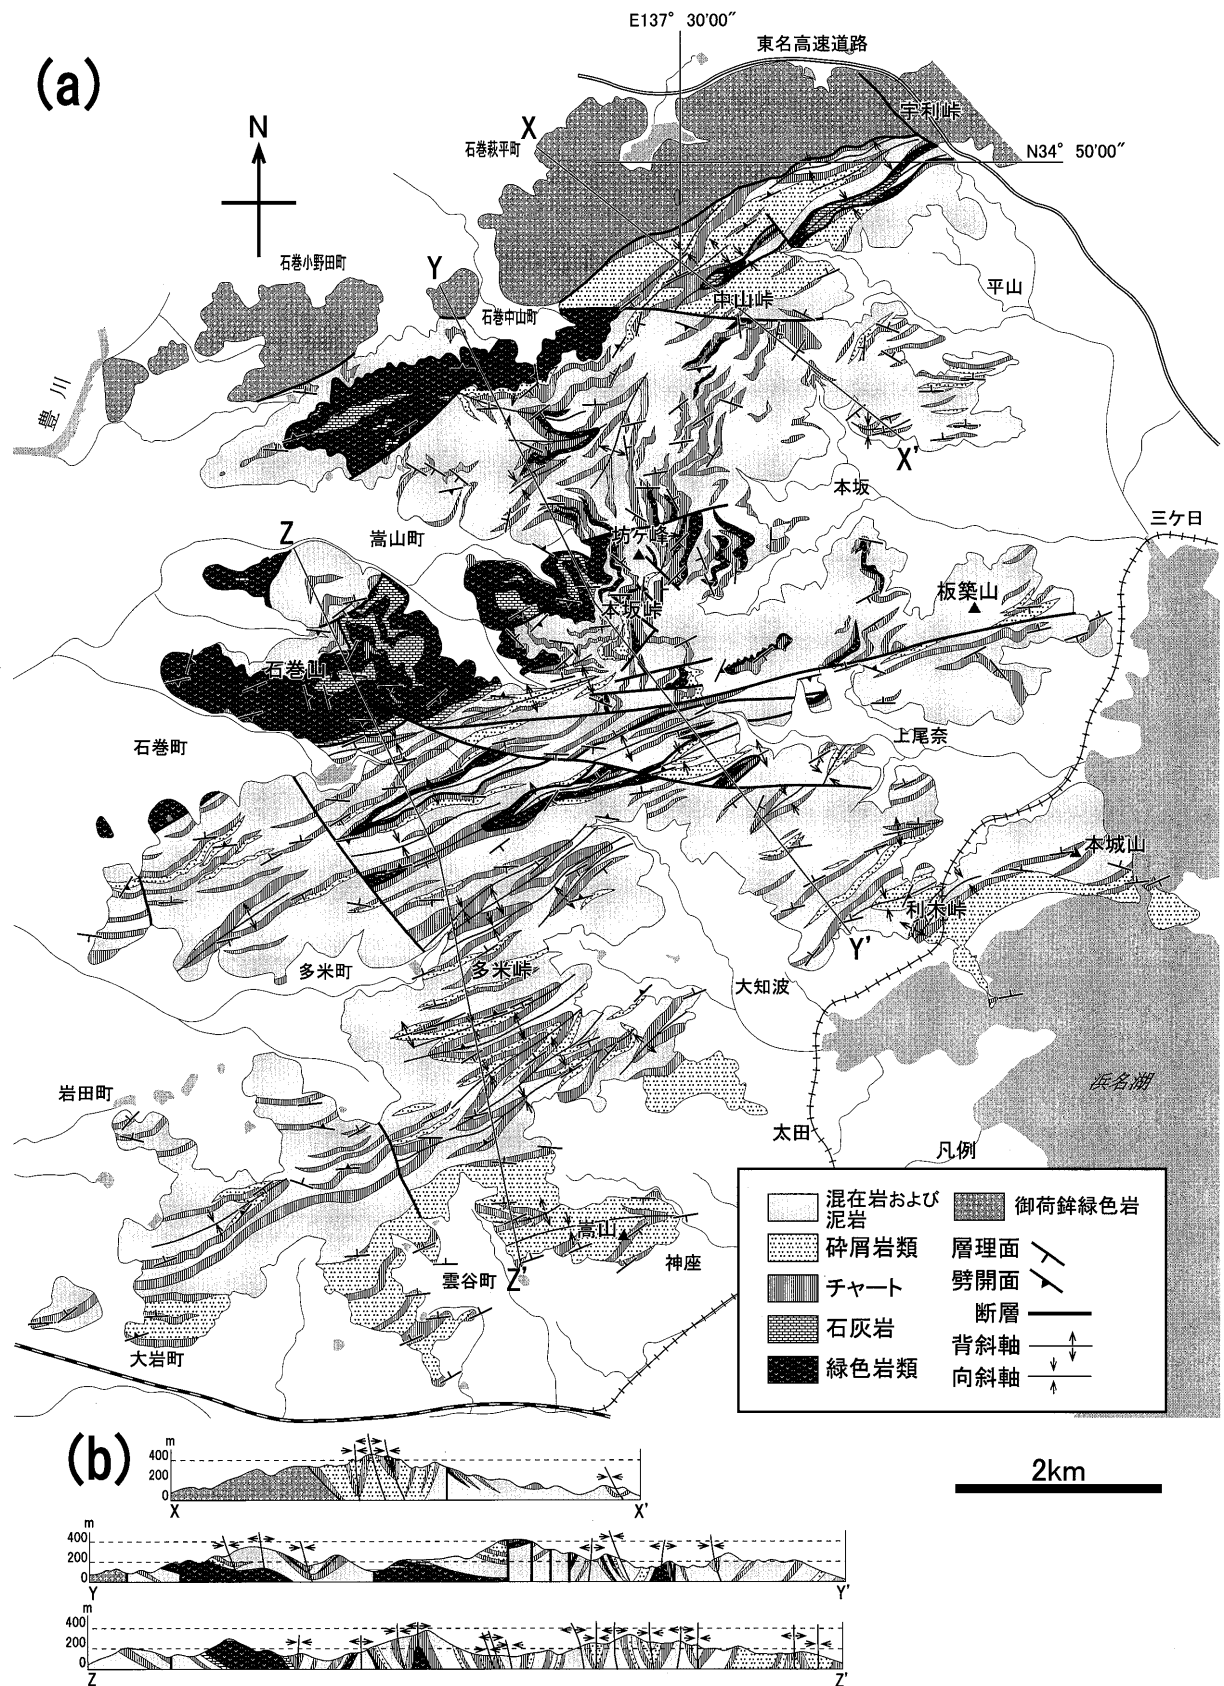 (a)
E137° 30′00″
東名高速道路
宇利峠
N34° 50′00″
N
X
石巻萩平町
石巻小野田町
Y
石巻中山町
平山
中山峠
豊川
X'
本坂
三ケ日
Z
嵩山町
坊ヶ峰
板築山
本坂峠
石巻山
石巻町
上尾奈
本城山
利木峠
Y'
多米町
多米峠
大知波
岩田町
浜名湖
太田
凡例
混在岩および
泥岩
御荷鉾緑色岩
砕屑岩類
層理面
劈開面
チャート
断層
石灰岩
背斜軸
緑色岩類
向斜軸
嵩山
神座
雲谷町
Z'
大岩町
(b)
m
400
200
0
X
X'
2km
m
400
200
0
Y
Y'
m
400
200
0
Z
Z'